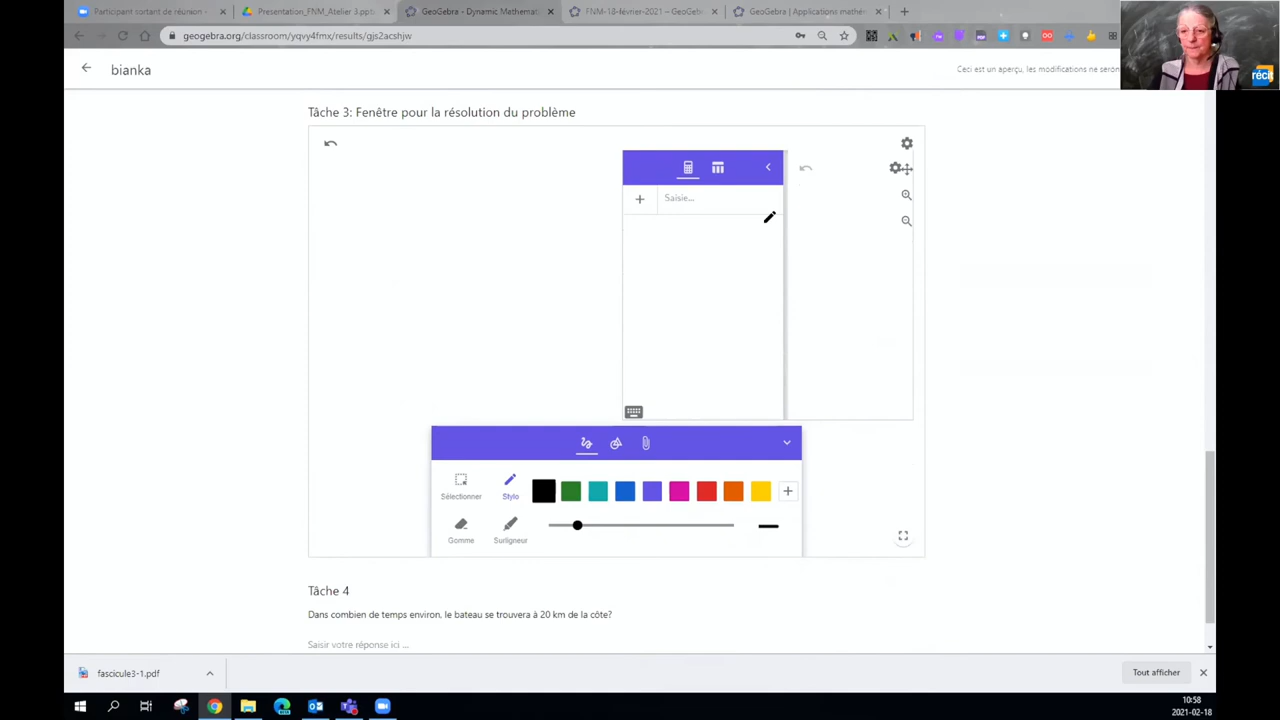 Participant sortant de réunion -
Presentation_FNM_Atelier 3.ppt
GeoGebra - Dynamic Mathemat
FNM-18-février-2021 – GeoGeb
GeoGebra | Applications mathé
geogebra.org/classroom/yqvy4fmx/results/gjs2acshjw
bianka
Ceci est un aperçu, les modifications ne seron
récit
Tâche 3: Fenêtre pour la résolution du problème
Saisie...
Sélectionner
Stylo
Gomme
Surligneur
Tâche 4
Dans combien de temps environ, le bateau se trouvera à 20 km de la côte?
Saisir votre réponse ici ...
fascicule3-1.pdf
Tout afficher
10:58
2021-02-18